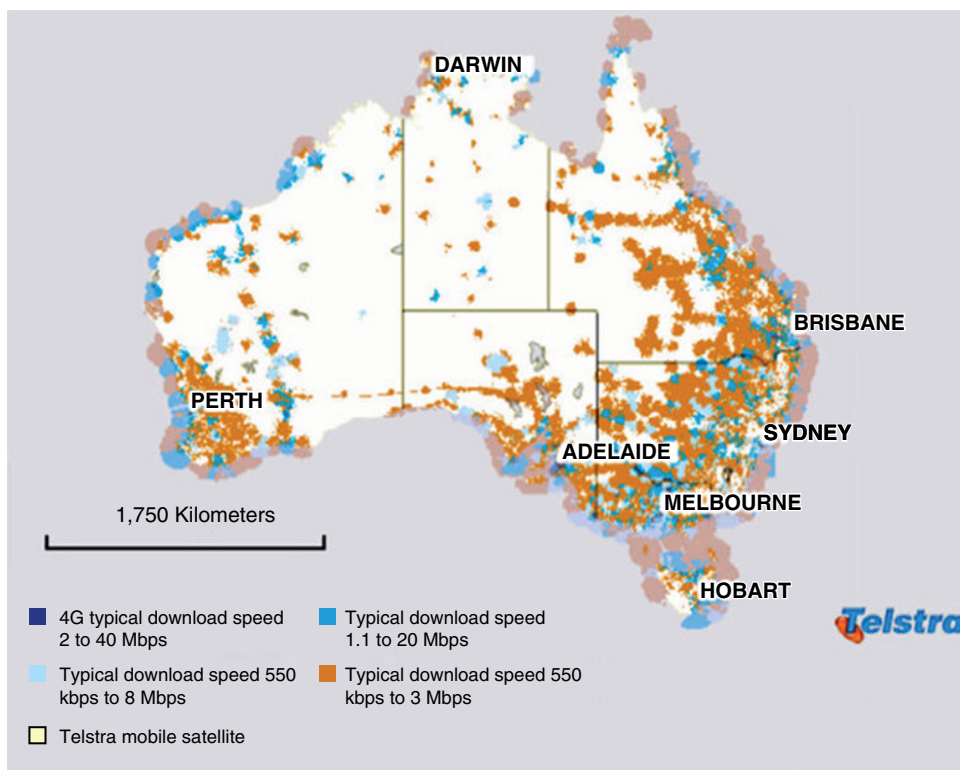 DARWIN
BRISBANE
PERTH
SYDNEY
ADELAIDE
MELBOURNE
1,750 Kilometers
HOBART
4G typical download speed
2 to 40 Mbps
Typical download speed
1.1 to 20 Mbps
Typical download speed 550
kbps to 8 Mbps
Typical download speed 550
kbps to 3 Mbps
Telstra mobile satellite
Telstra